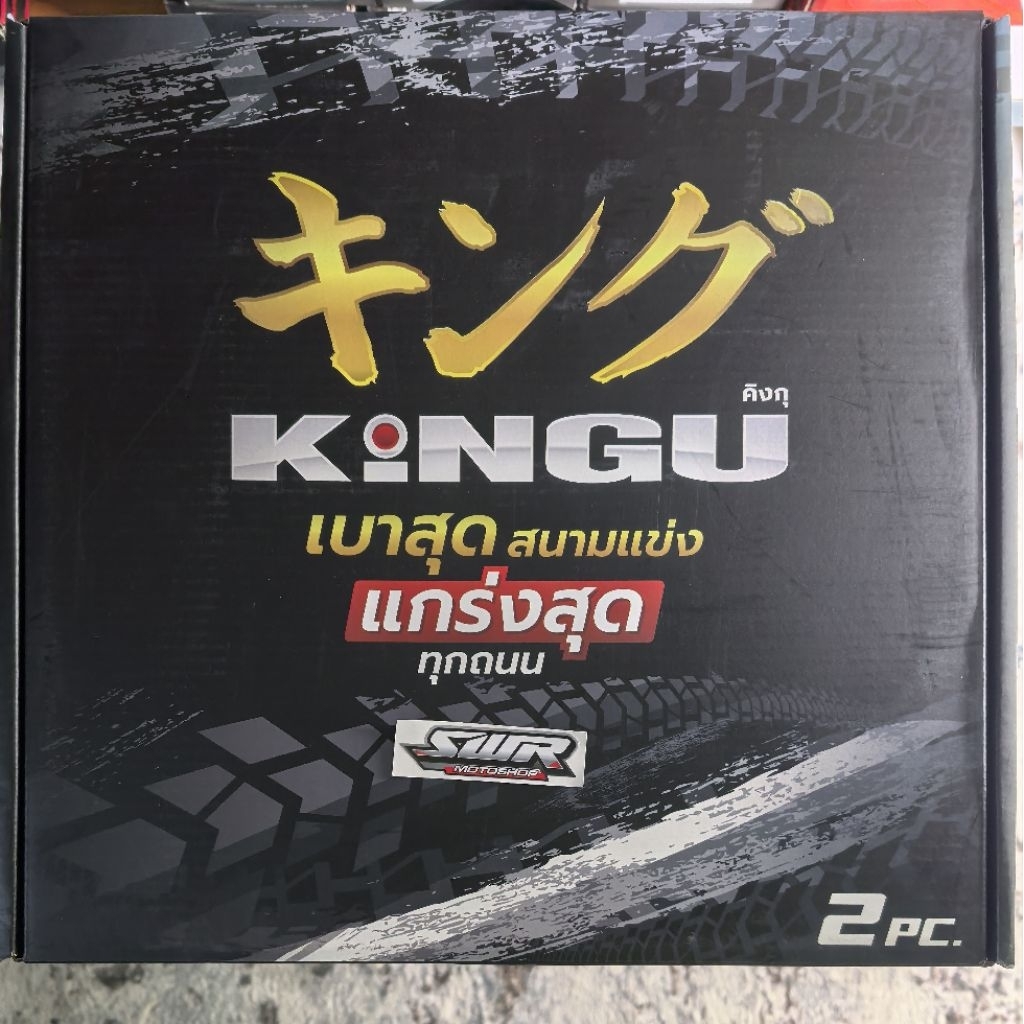 キング
คิงกุ
KiNGU
เบาสุด สนามแข่ง
แกร่งสุด
ทุกถนน
SWR
MOTOSHOP
2 PC.